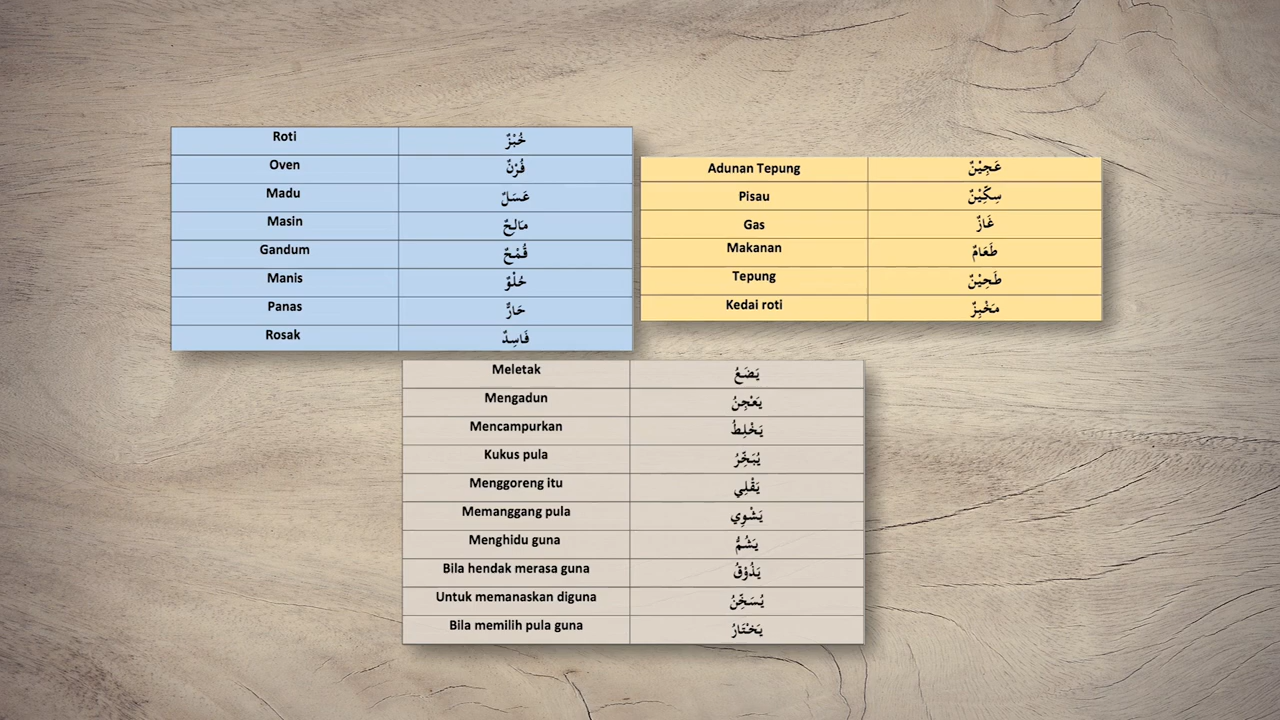 Roti خُبْزٌ
Oven فُرْنٌ
Madu عَسَلٌ
Masin مَالِحٌ
Gandum قُمْحٌ
Manis حُلْوٌ
Panas حَارٌّ
Rosak فَاسِدٌ
Adunan Tepung عَجِيْنٌ
Pisau سِكِّيْنٌ
Gas غَازٌ
Makanan طَعَامٌ
Tepung طَحِيْنٌ
Kedai roti مَخْبِزٌ
Meletak يَضَعُ
Mengadun يَعْجِنُ
Mencampurkan يَخْلِطُ
Kukus pula يُبَخِّرُ
Menggoreng itu يَقْلِي
Memanggang pula يَشْوِي
Menghidu guna يَشُمُّ
Bila hendak merasa guna يَذُوْقُ
Untuk memanaskan diguna يُسَخِّنُ
Bila memilih pula guna يَخْتَارُ